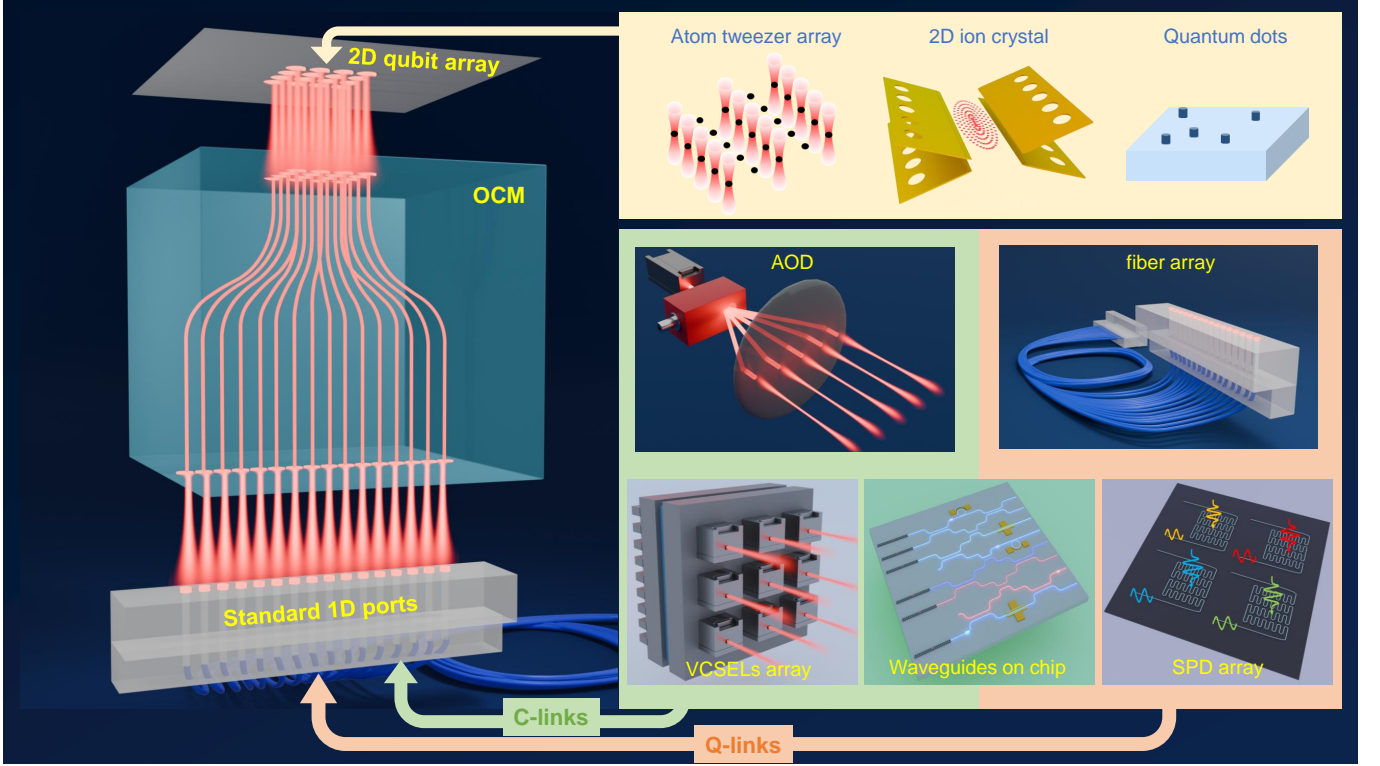 2D qubit array
OCM
Standard 1D ports
Atom tweezer array
2D ion crystal
Quantum dots
AOD
fiber array
VCSELs array
Waveguides on chip
SPD array
C-links
Q-links